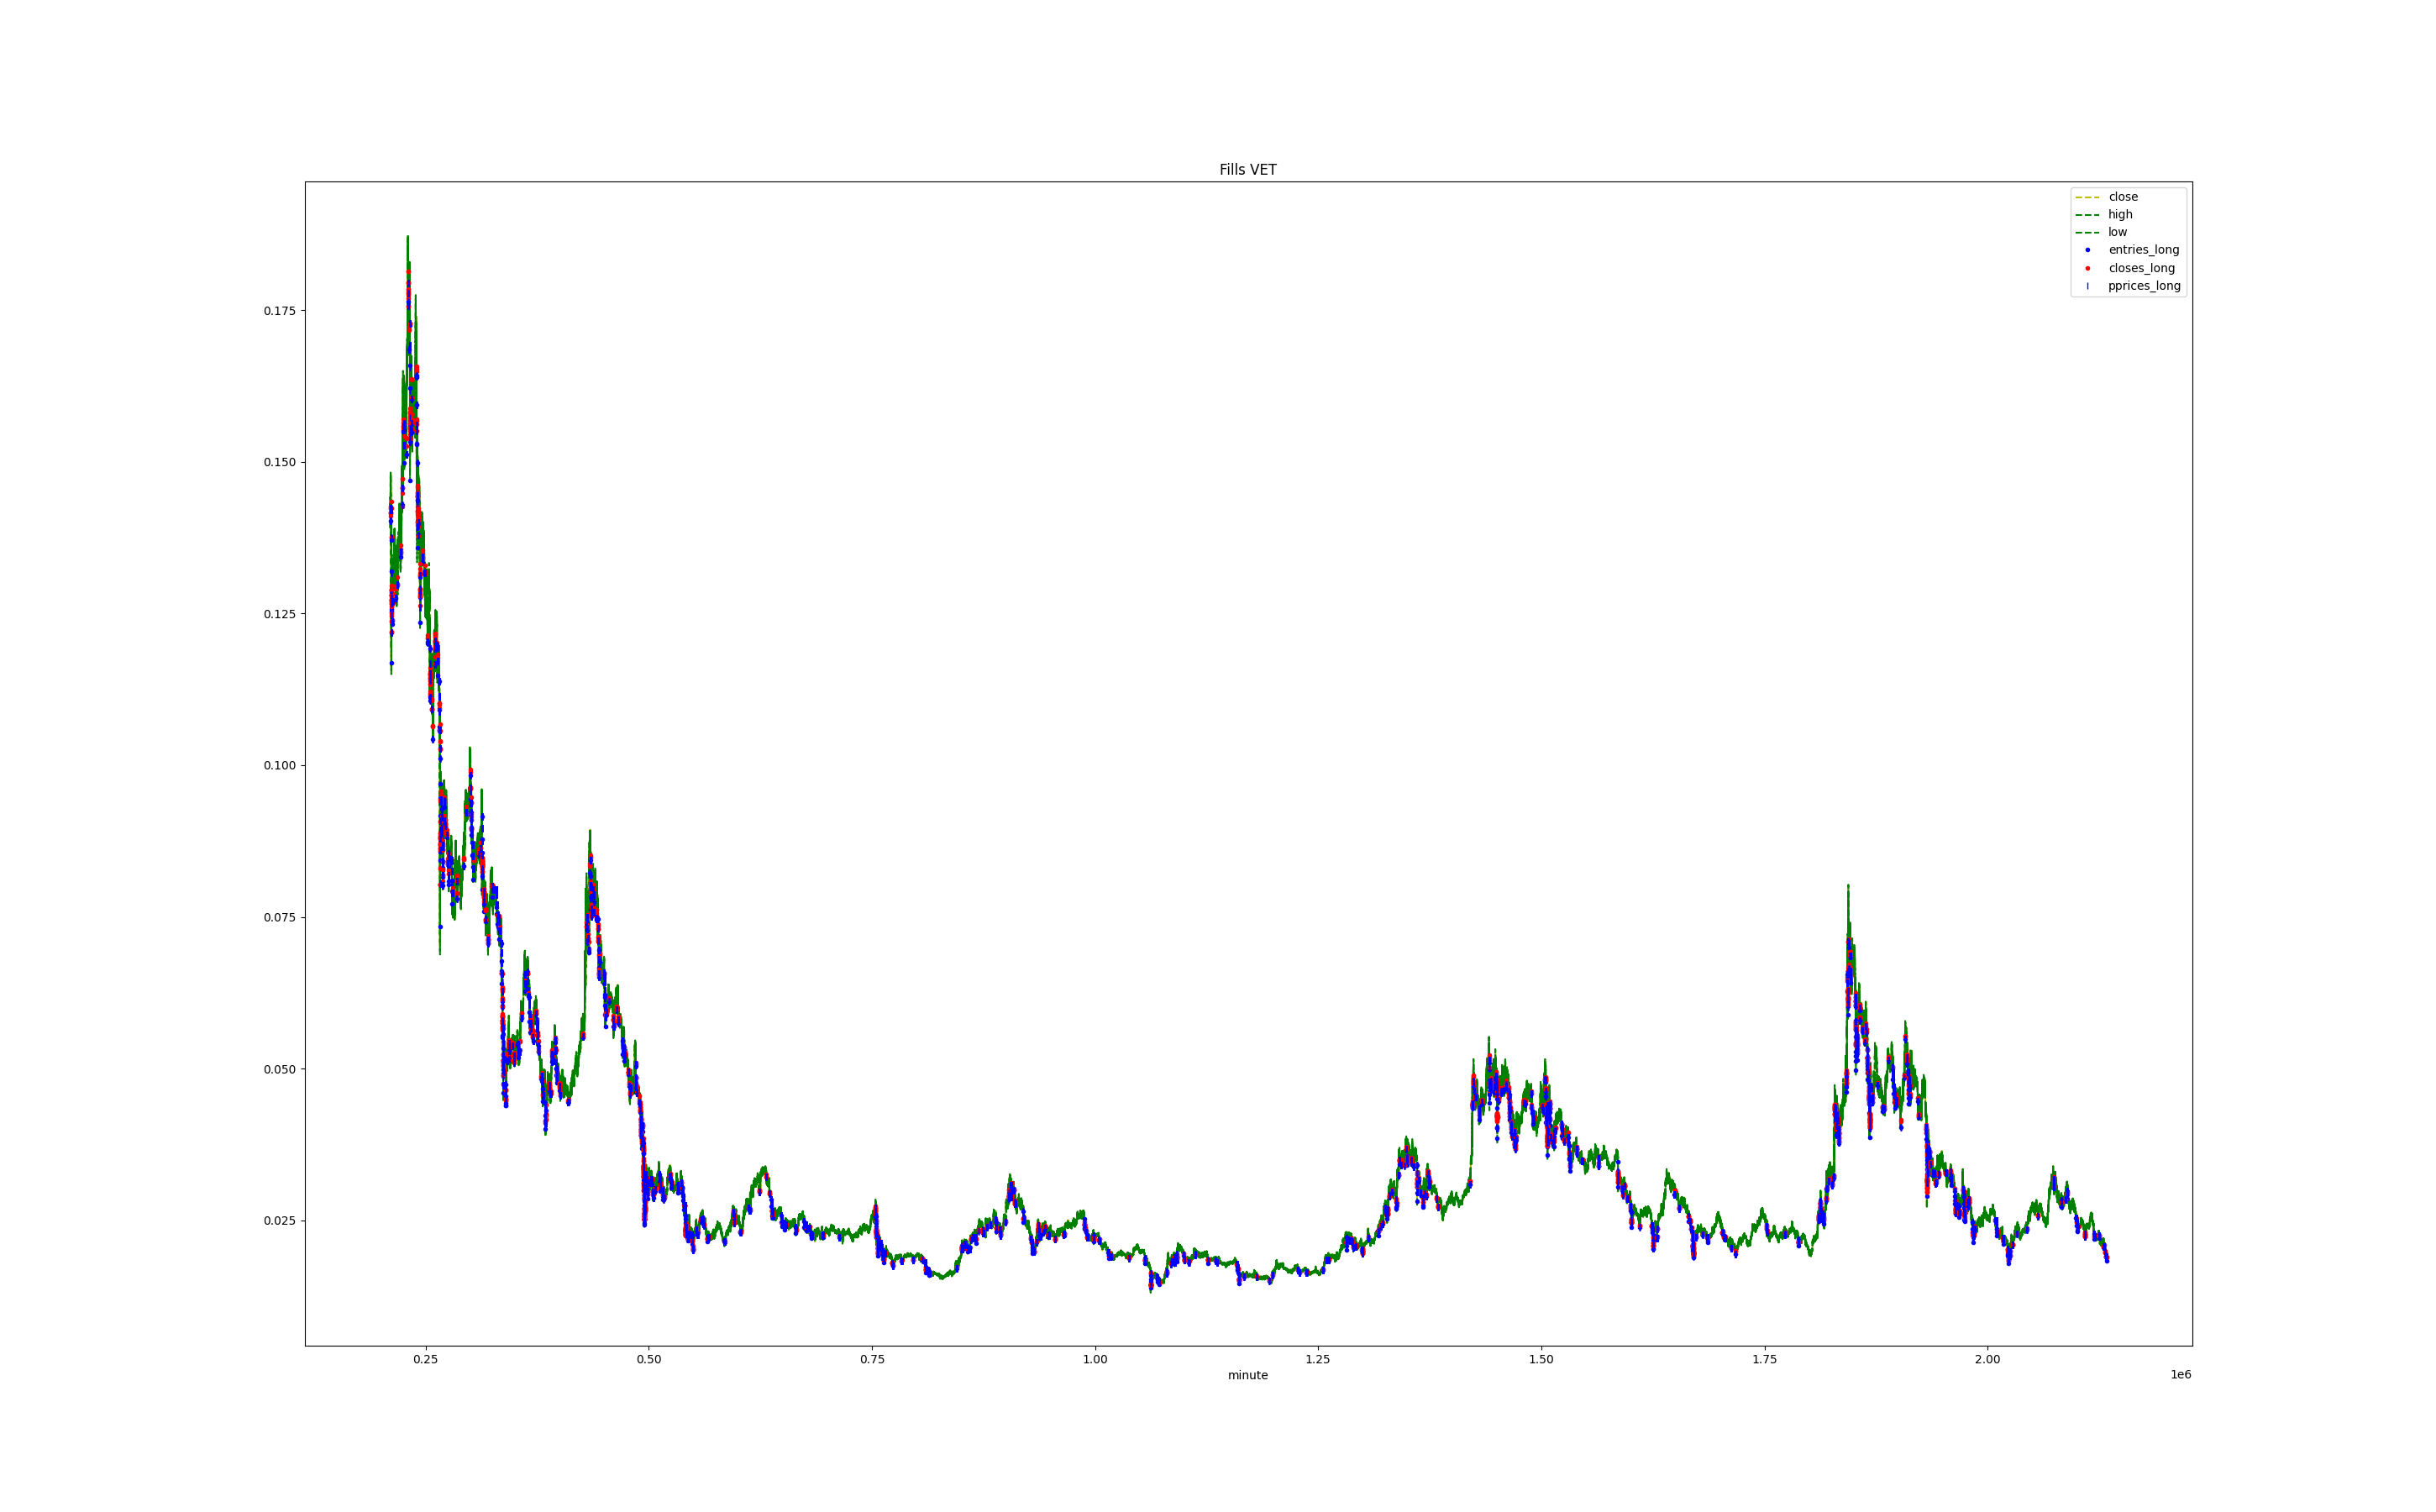 Fills VET
close
high
low
entries_long
closes_long
pprices_long
0.175
0.150
0.125
0.100
0.075
0.050
0.025
0.25 0.50 0.75 1.00 1.25 1.50 1.75 2.00
minute
1e6